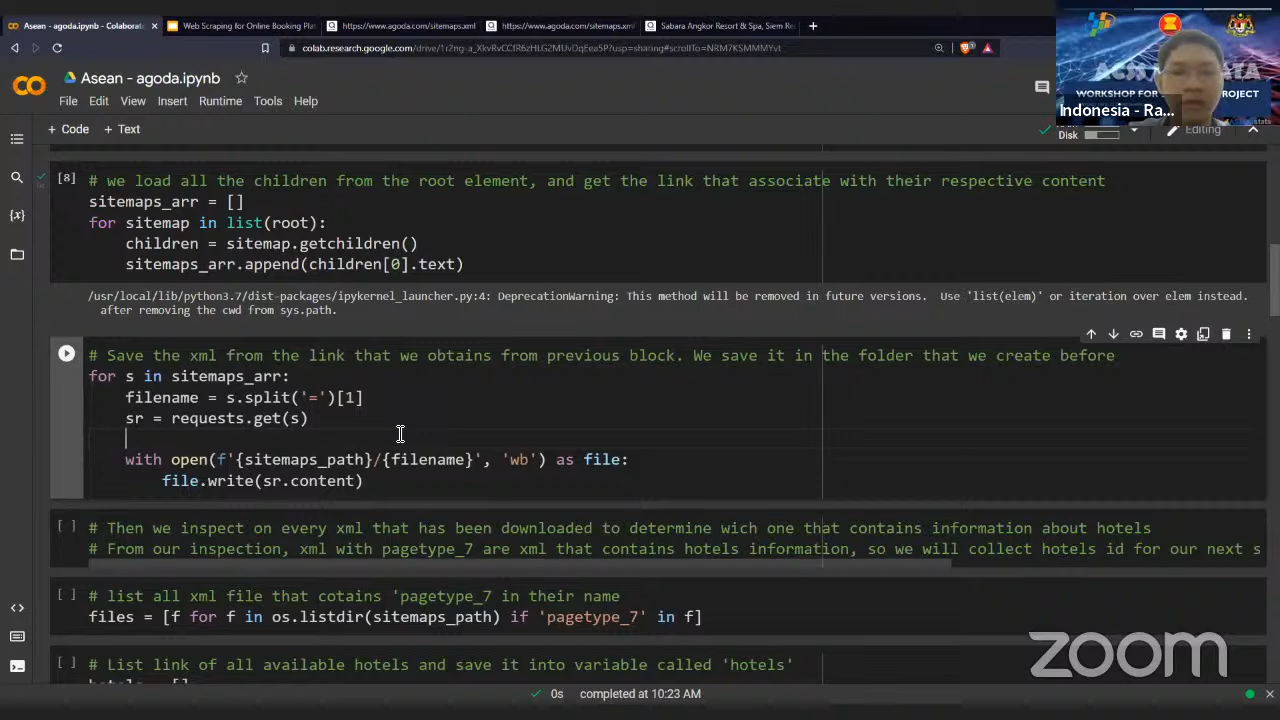 Asean - agoda.ipynb - Colaborat
Web Scraping for Online Booking Plat
https://www.agoda.com/sitemaps.xml
https://www.agoda.com/sitemaps.xml
Sabara Angkor Resort & Spa, Siem Re
Asean - agoda.ipynb
File Edit View Insert Runtime Tools Help
+ Code + Text
Disk
Editing
WORKSHOP FOR
PROJECT
Indonesia - Ra...
[8] # we load all the children from the root element, and get the link that associate with their respective content
sitemaps_arr = []
for sitemap in list(root):
children = sitemap.getchildren()
sitemaps_arr.append(children[0].text)
/usr/local/lib/python3.7/dist-packages/ipykernel_launcher.py:4: DeprecationWarning: This method will be removed in future versions. Use 'list(elem)' or iteration over elem instead.
after removing the cwd from sys.path.
# Save the xml from the link that we obtains from previous block. We save it in the folder that we create before
for s in sitemaps_arr:
filename = s.split('=')[1]
sr = requests.get(s)
with open(f'{sitemaps_path}/{filename}', 'wb') as file:
file.write(sr.content)
[ ] # Then we inspect on every xml that has been downloaded to determine wich one that contains information about hotels
# From our inspection, xml with pagetype_7 are xml that contains hotels information, so we will collect hotels id for our next s
[ ] # list all xml file that cotains 'pagetype_7 in their name
files = [f for f in os.listdir(sitemaps_path) if 'pagetype_7' in f]
[ ] # List link of all available hotels and save it into variable called 'hotels'
zoom
0s completed at 10:23 AM